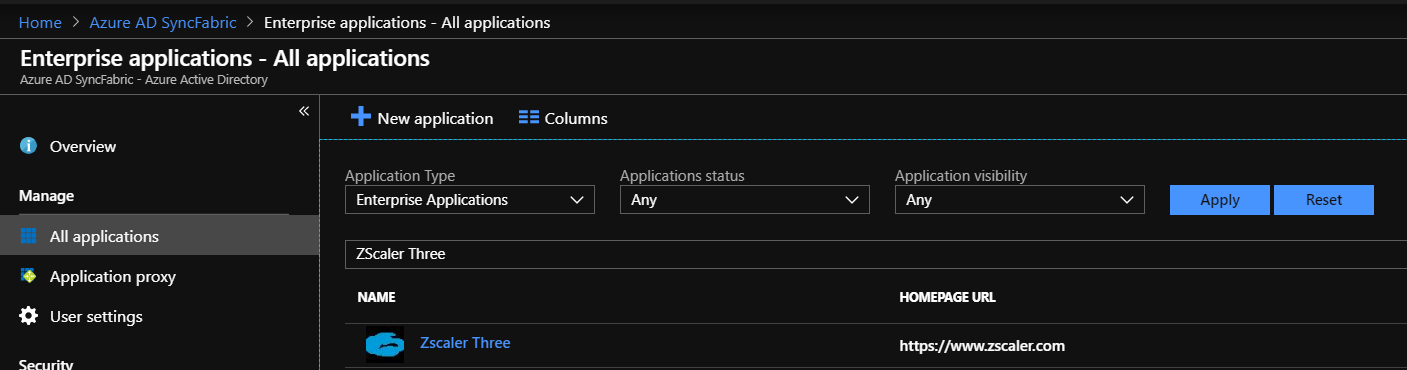 Home > Azure AD SyncFabric > Enterprise applications - All applications
Enterprise applications - All applications
Azure AD SyncFabric - Azure Active Directory
«
Overview
Manage
All applications
Application proxy
User settings
Security
New application Columns
Application Type Applications status Application visibility
Enterprise Applications Any Any Apply Reset
ZScaler Three
NAME HOMEPAGE URL
Zscaler Three https://www.zscaler.com